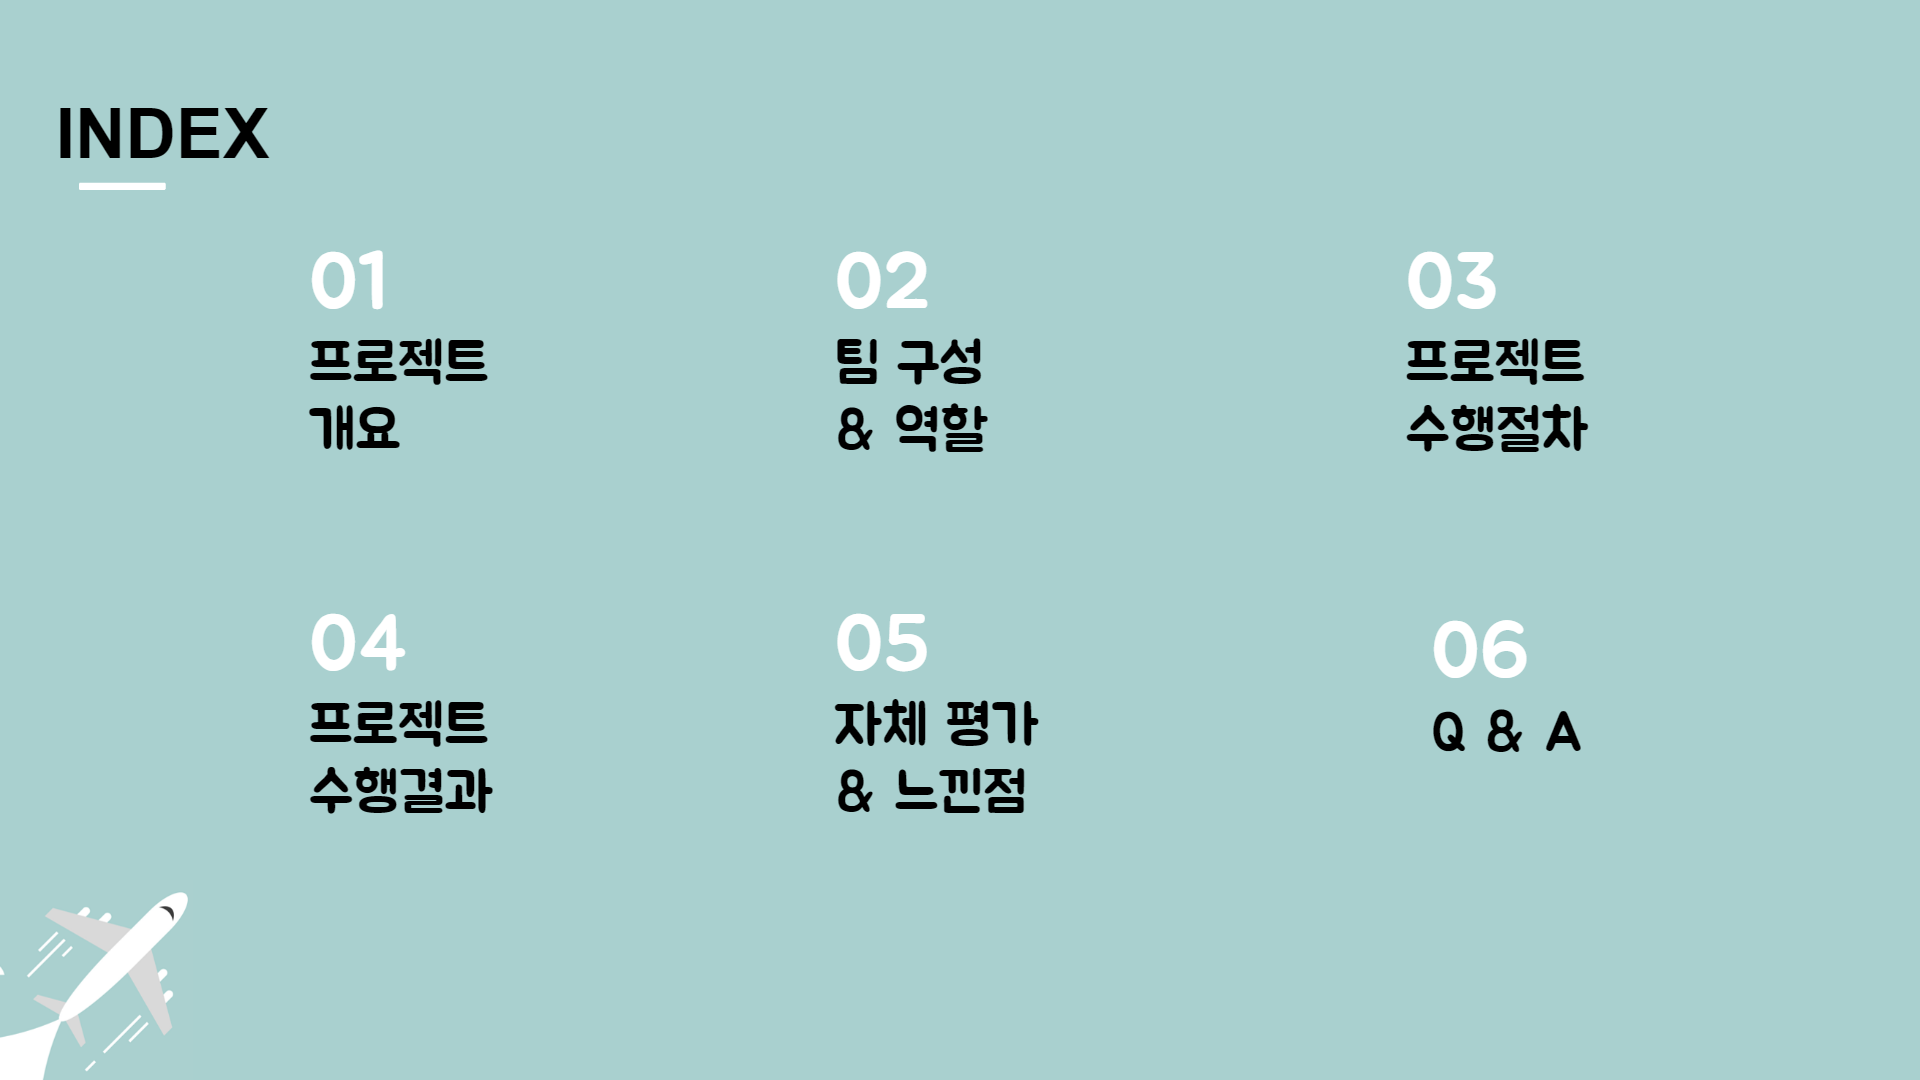 INDEX
01
프로젝트
개요
02
팀 구성
& 역할
03
프로젝트
수행절차
04
프로젝트
수행결과
05
자체 평가
& 느낀점
06
Q & A